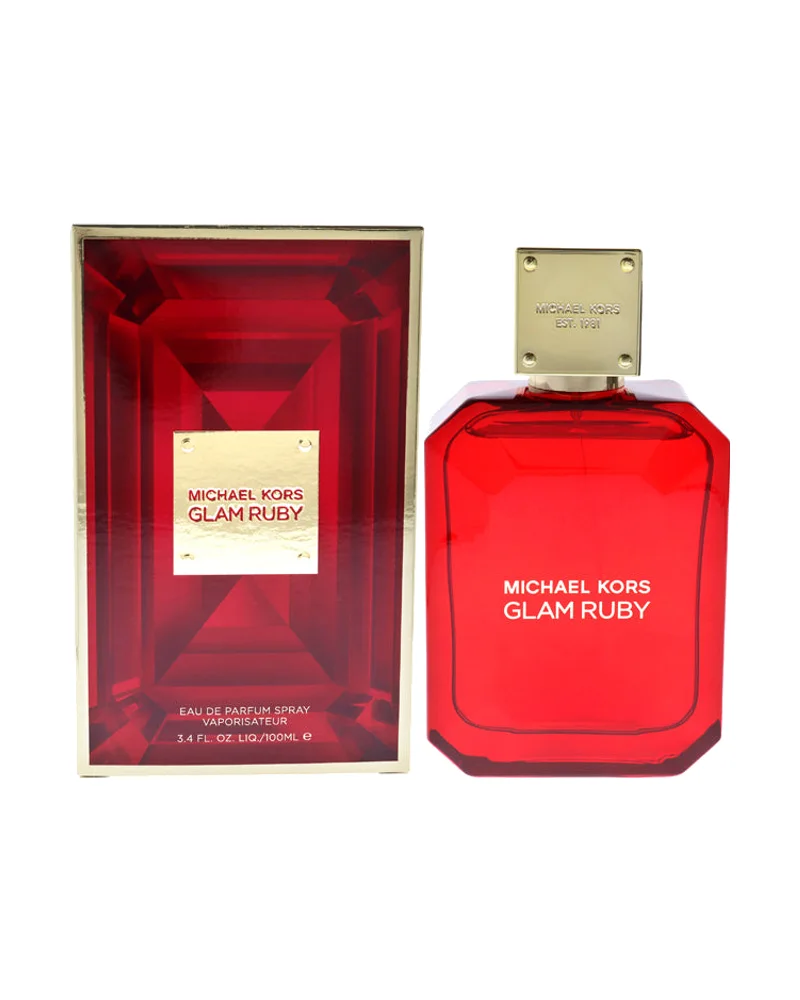 MICHAEL KORS
GLAM RUBY
EAU DE PARFUM SPRAY
VAPORISATEUR
3.4 FL. OZ. LIQ./100ML ℮
MICHAEL KORS
EST. 1981
MICHAEL KORS
GLAM RUBY